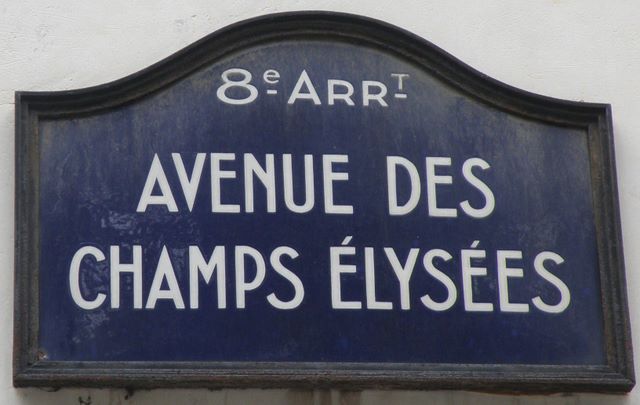 8e ARRT
AVENUE DES
CHAMPS ÉLYSÉES